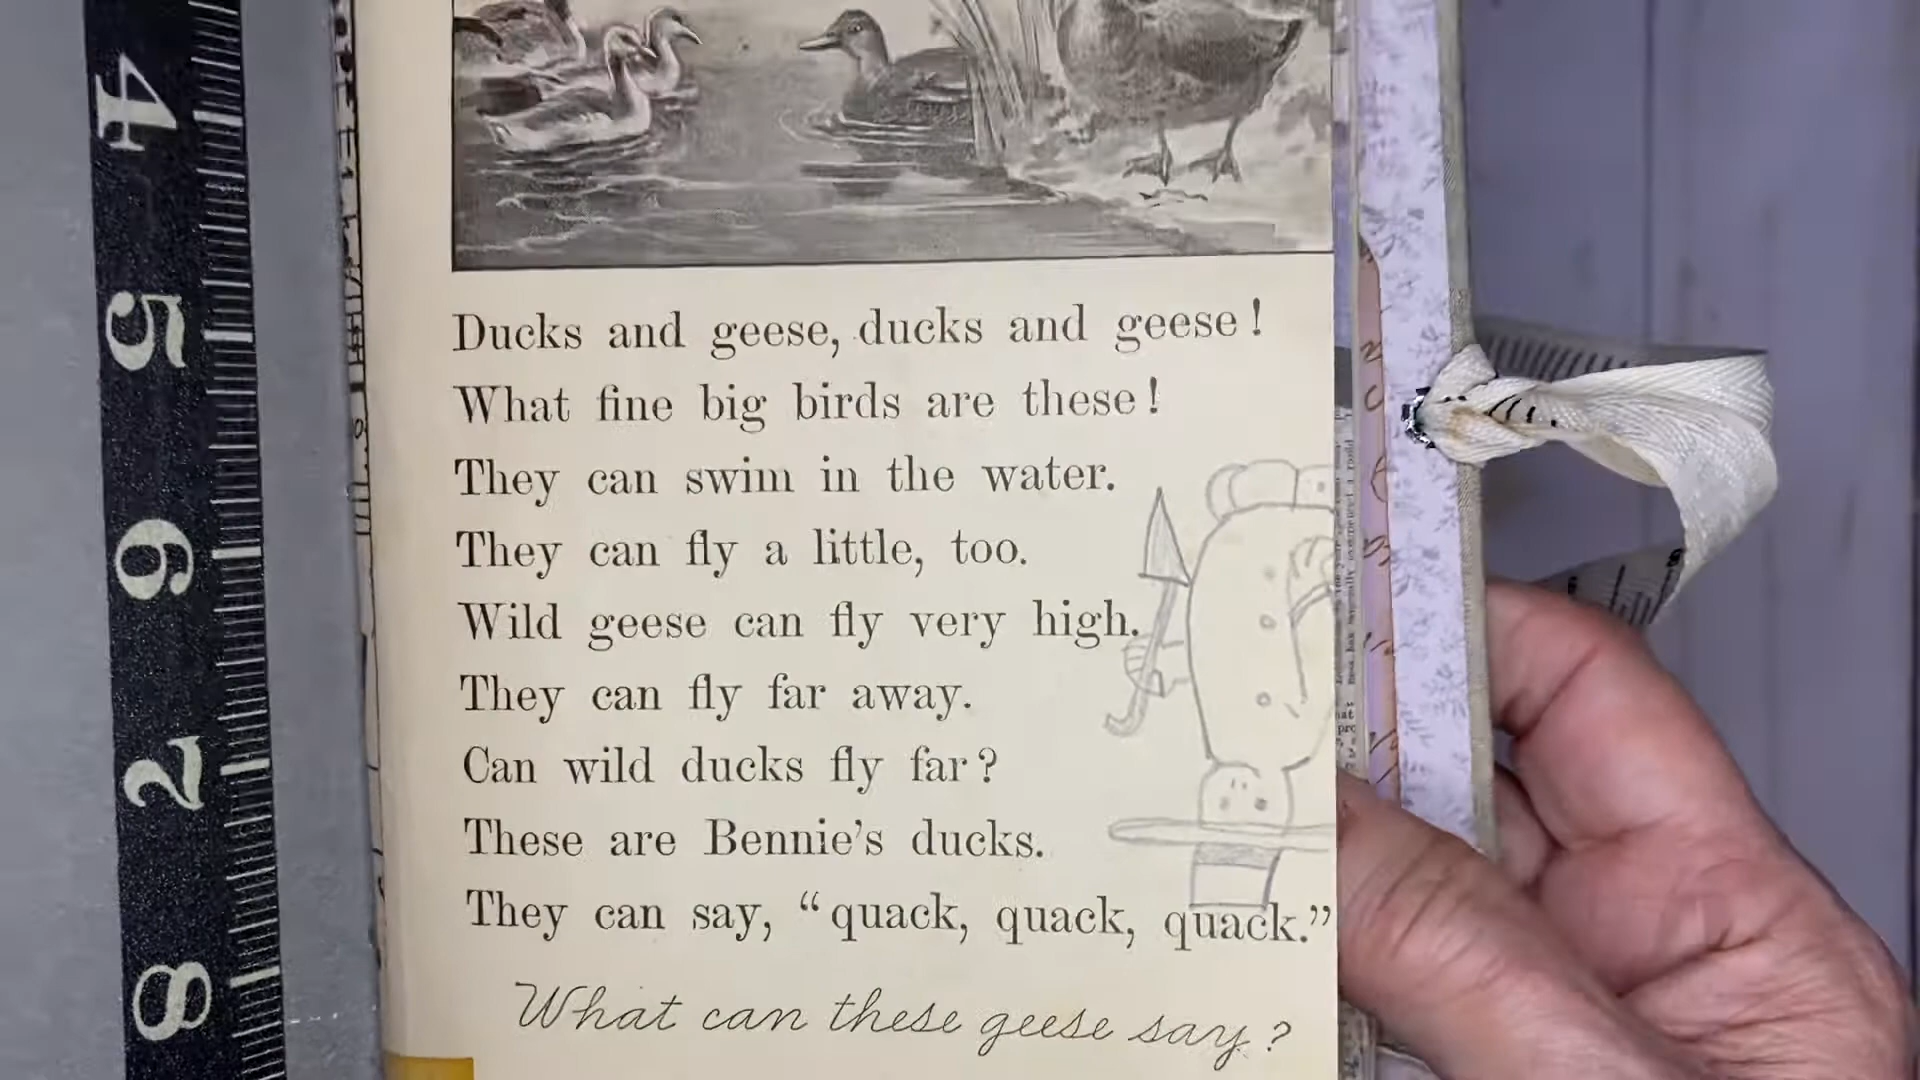 4
5
6
7
8
Ducks and geese, ducks and geese!
What fine big birds are these!
They can swim in the water.
They can fly a little, too.
Wild geese can fly very high.
They can fly far away.
Can wild ducks fly far?
These are Bennie's ducks.
They can say, "quack, quack, quack."
What can these geese say?